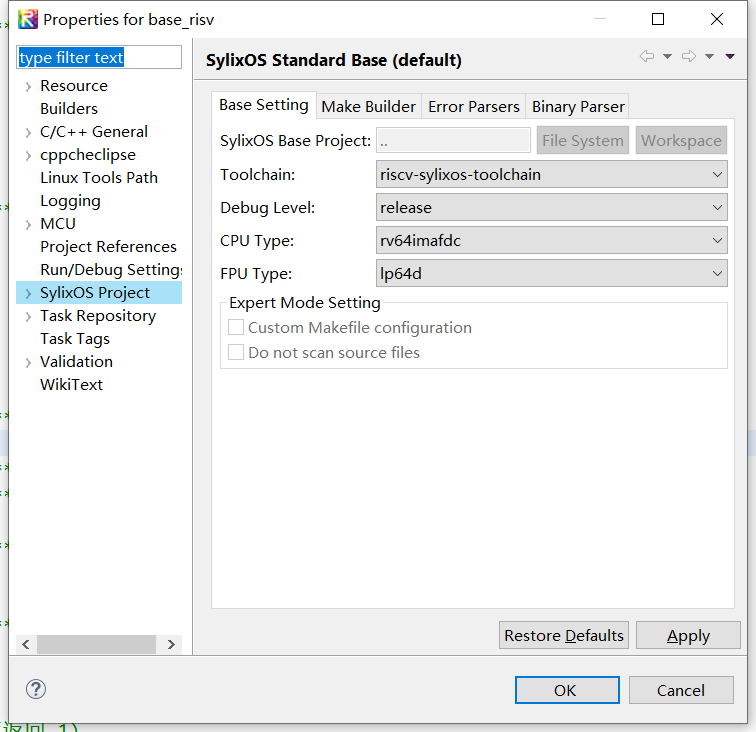 Properties for base_risv
type filter text
Resource
Builders
C/C++ General
cppcheclipse
Linux Tools Path
Logging
MCU
Project References
Run/Debug Settings
SylixOS Project
Task Repository
Task Tags
Validation
WikiText
SylixOS Standard Base (default)
Base Setting Make Builder Error Parsers Binary Parser
SylixOS Base Project: .. File System Workspace
Toolchain: riscv-sylixos-toolchain
Debug Level: release
CPU Type: rv64imafdc
FPU Type: lp64d
Expert Mode Setting
Custom Makefile configuration
Do not scan source files
Restore Defaults Apply
? OK Cancel
返回 1)